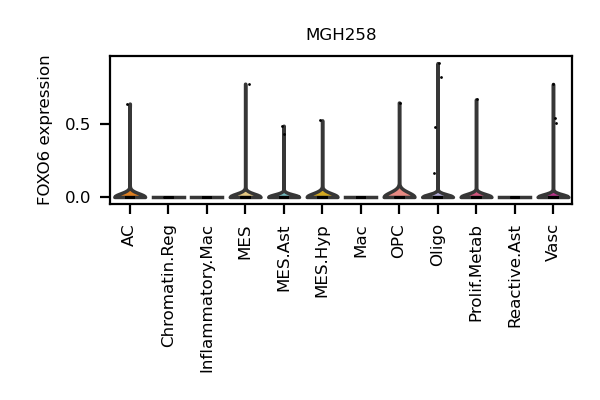 MGH258
FOXO6 expression
0.5
0.0
AC
Chromatin.Reg
Inflammatory.Mac
MES
MES.Ast
MES.Hyp
Mac
OPC
Oligo
Prolif.Metab
Reactive.Ast
Vasc